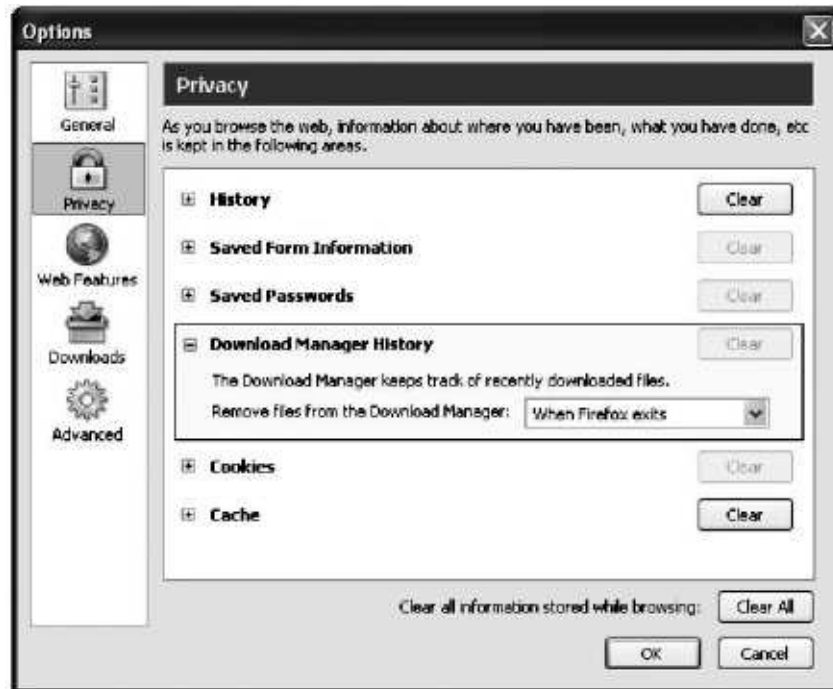 Options
General
Privacy
Web Features
Downloads
Advanced
Privacy
As you browse the web, information about where you have been, what you have done, etc
is kept in the following areas.
History Clear
Saved Form Information Clear
Saved Passwords Clear
Download Manager History Clear
The Download Manager keeps track of recently downloaded files.
Remove files from the Download Manager: When Firefox exits
Cookies Clear
Cache Clear
Clear all information stored while browsing: Clear All
OK Cancel